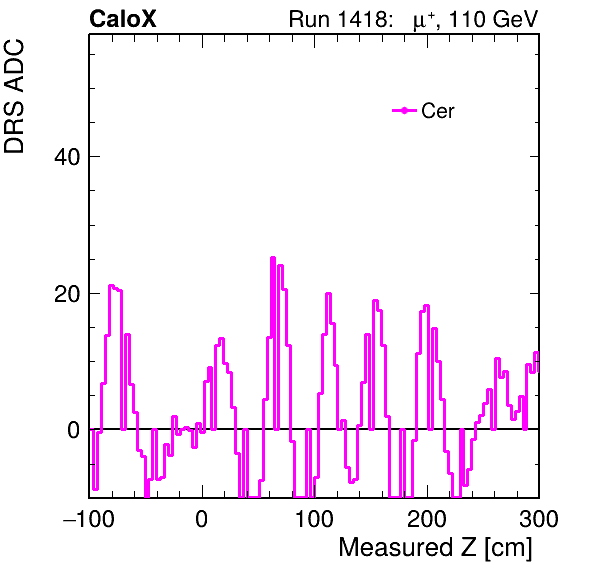 CaloX Run 1418: μ⁺, 110 GeV
DRS ADC
Cer
40
20
0
−100 0 100 200 300
Measured Z [cm]